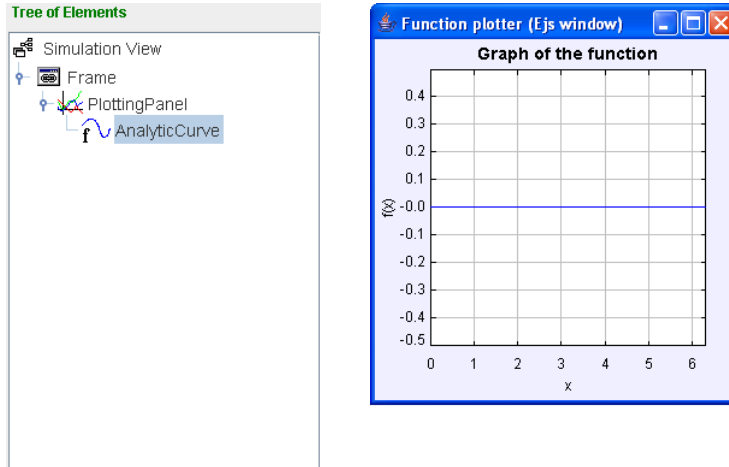 Tree of Elements
Simulation View
Frame
PlottingPanel
f AnalyticCurve
Function plotter (Ejs window)
Graph of the function
0.4
0.3
0.2
0.1
-0.0
-0.1
-0.2
-0.3
-0.4
-0.5
f(x)
0 1 2 3 4 5 6
x